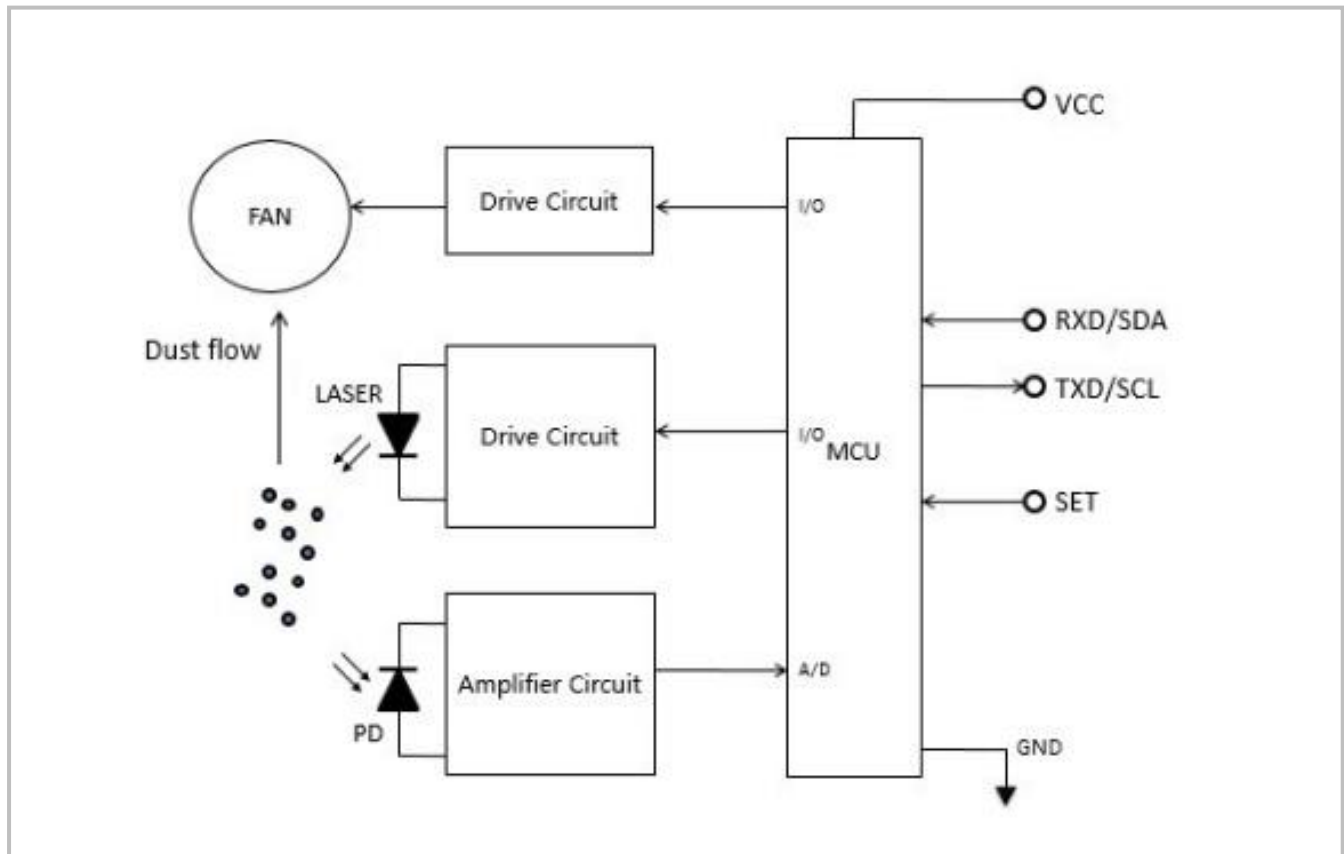 VCC
FAN
Drive Circuit
I/O
RXD/SDA
Dust flow
TXD/SCL
LASER
Drive Circuit
I/O
MCU
SET
A/D
Amplifier Circuit
PD
GND